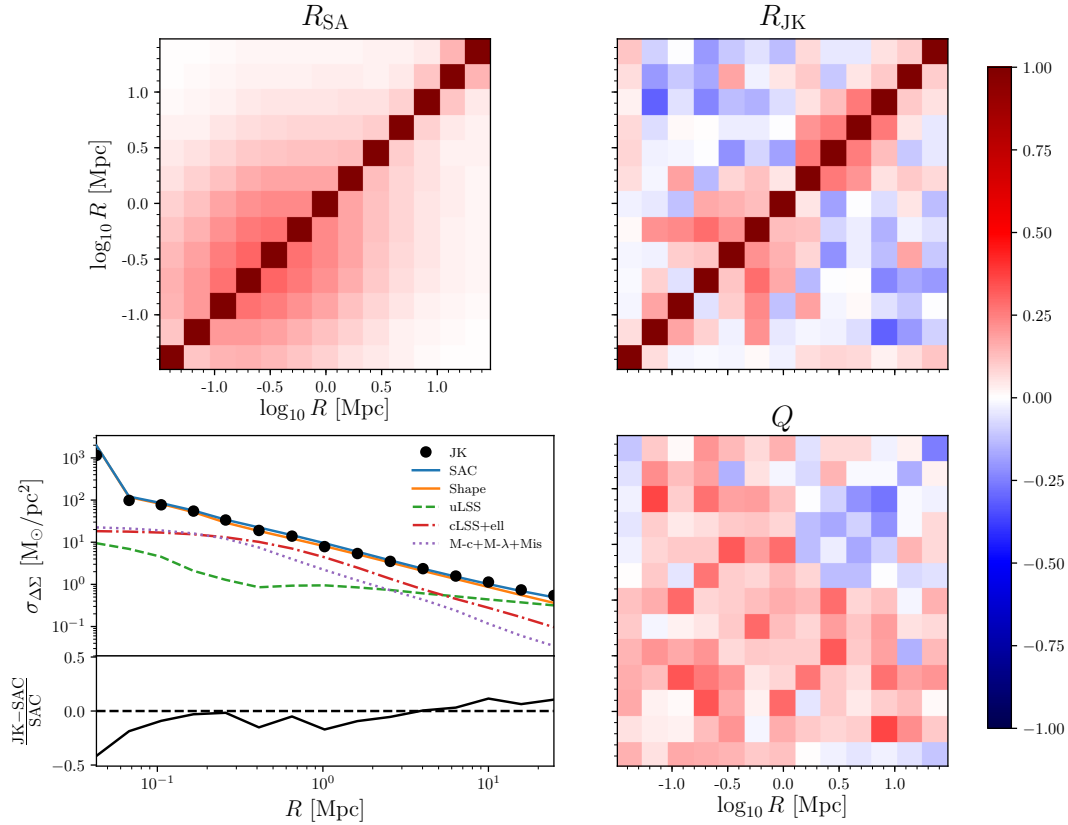 R_SA
R_JK
1.0
0.5
0.0
-0.5
-1.0
log₁₀ R [Mpc]
-1.0 -0.5 0.0 0.5 1.0
log₁₀ R [Mpc]
1.00
0.75
0.50
0.25
0.00
−0.25
−0.50
−0.75
−1.00
10³
10²
10¹
10⁰
10⁻¹
σ_ΔΣ [M_⊙/pc²]
JK
SAC
Shape
uLSS
cLSS+ell
M-c+M-λ+Mis
0.5
0.0
−0.5
JK−SAC
SAC
10⁻¹ 10⁰ 10¹
R [Mpc]
Q
-1.0 -0.5 0.0 0.5 1.0
log₁₀ R [Mpc]